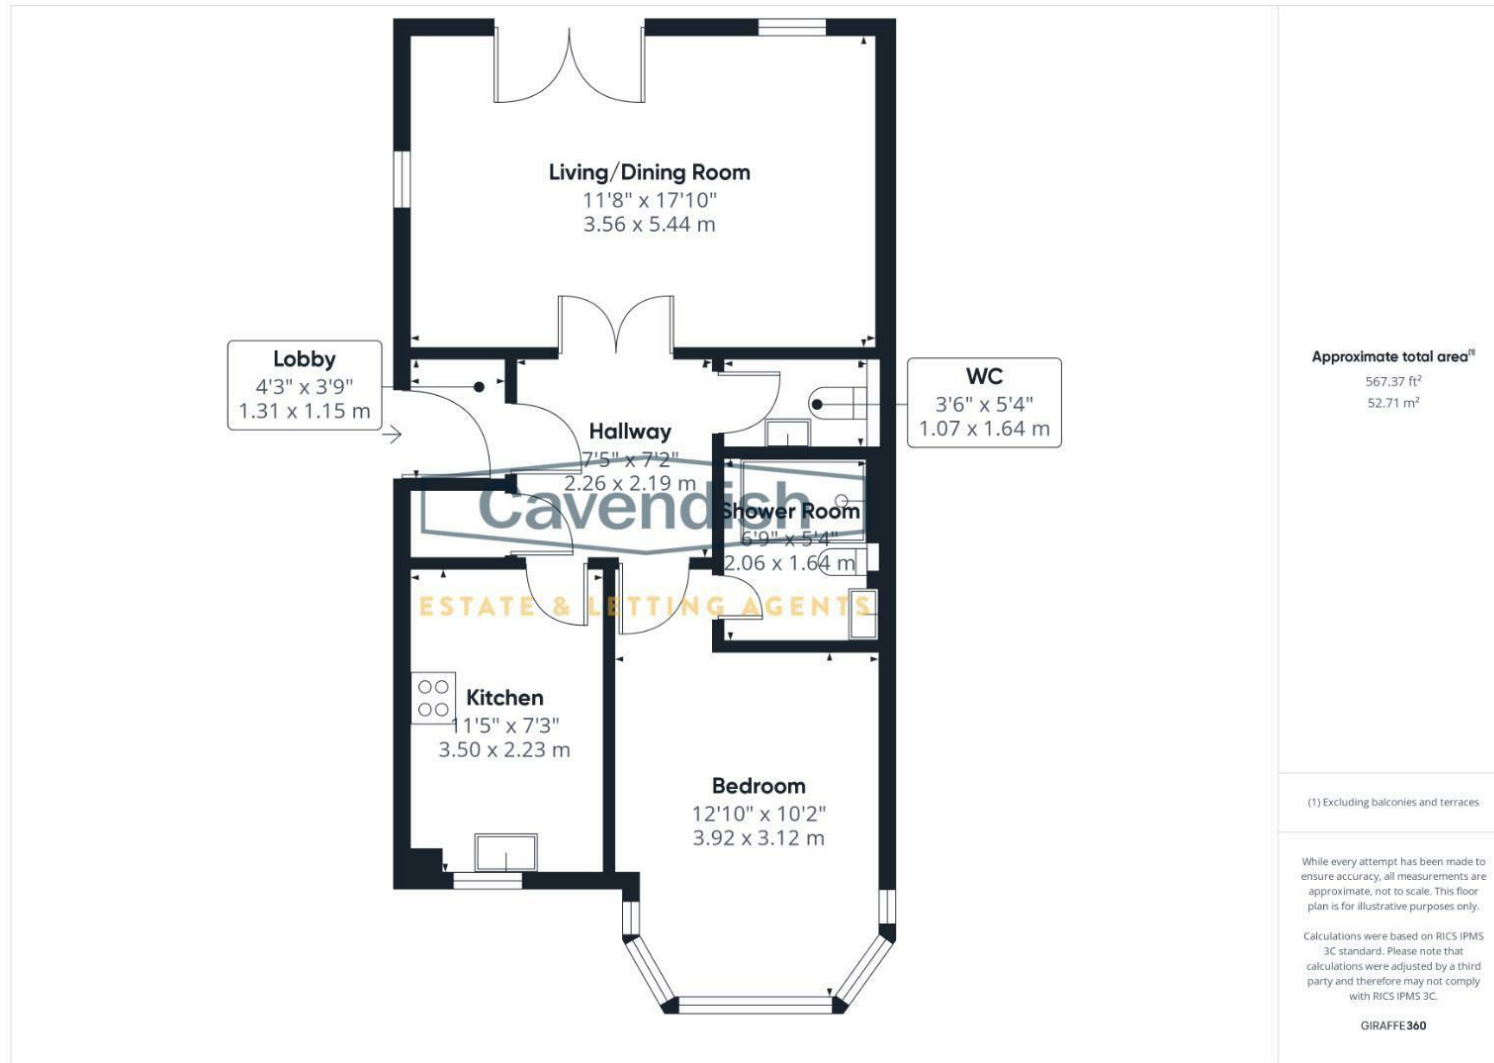 Living/Dining Room
11'8" x 17'10"
3.56 x 5.44 m
Lobby
4'3" x 3'9"
1.31 x 1.15 m
WC
3'6" x 5'4"
1.07 x 1.64 m
Hallway
7'5" x 7'2"
2.26 x 2.19 m
Cavendish
ESTATE & LETTING AGENTS
Shower Room
6'9" x 5'4"
2.06 x 1.64 m
Kitchen
11'5" x 7'3"
3.50 x 2.23 m
Bedroom
12'10" x 10'2"
3.92 x 3.12 m
Approximate total area(1)
567.37 ft²
52.71 m²
(1) Excluding balconies and terraces
While every attempt has been made to
ensure accuracy, all measurements are
approximate, not to scale. This floor
plan is for illustrative purposes only.
Calculations were based on RICS IPMS
3C standard. Please note that
calculations were adjusted by a third
party and therefore may not comply
with RICS IPMS 3C.
GIRAFFE360